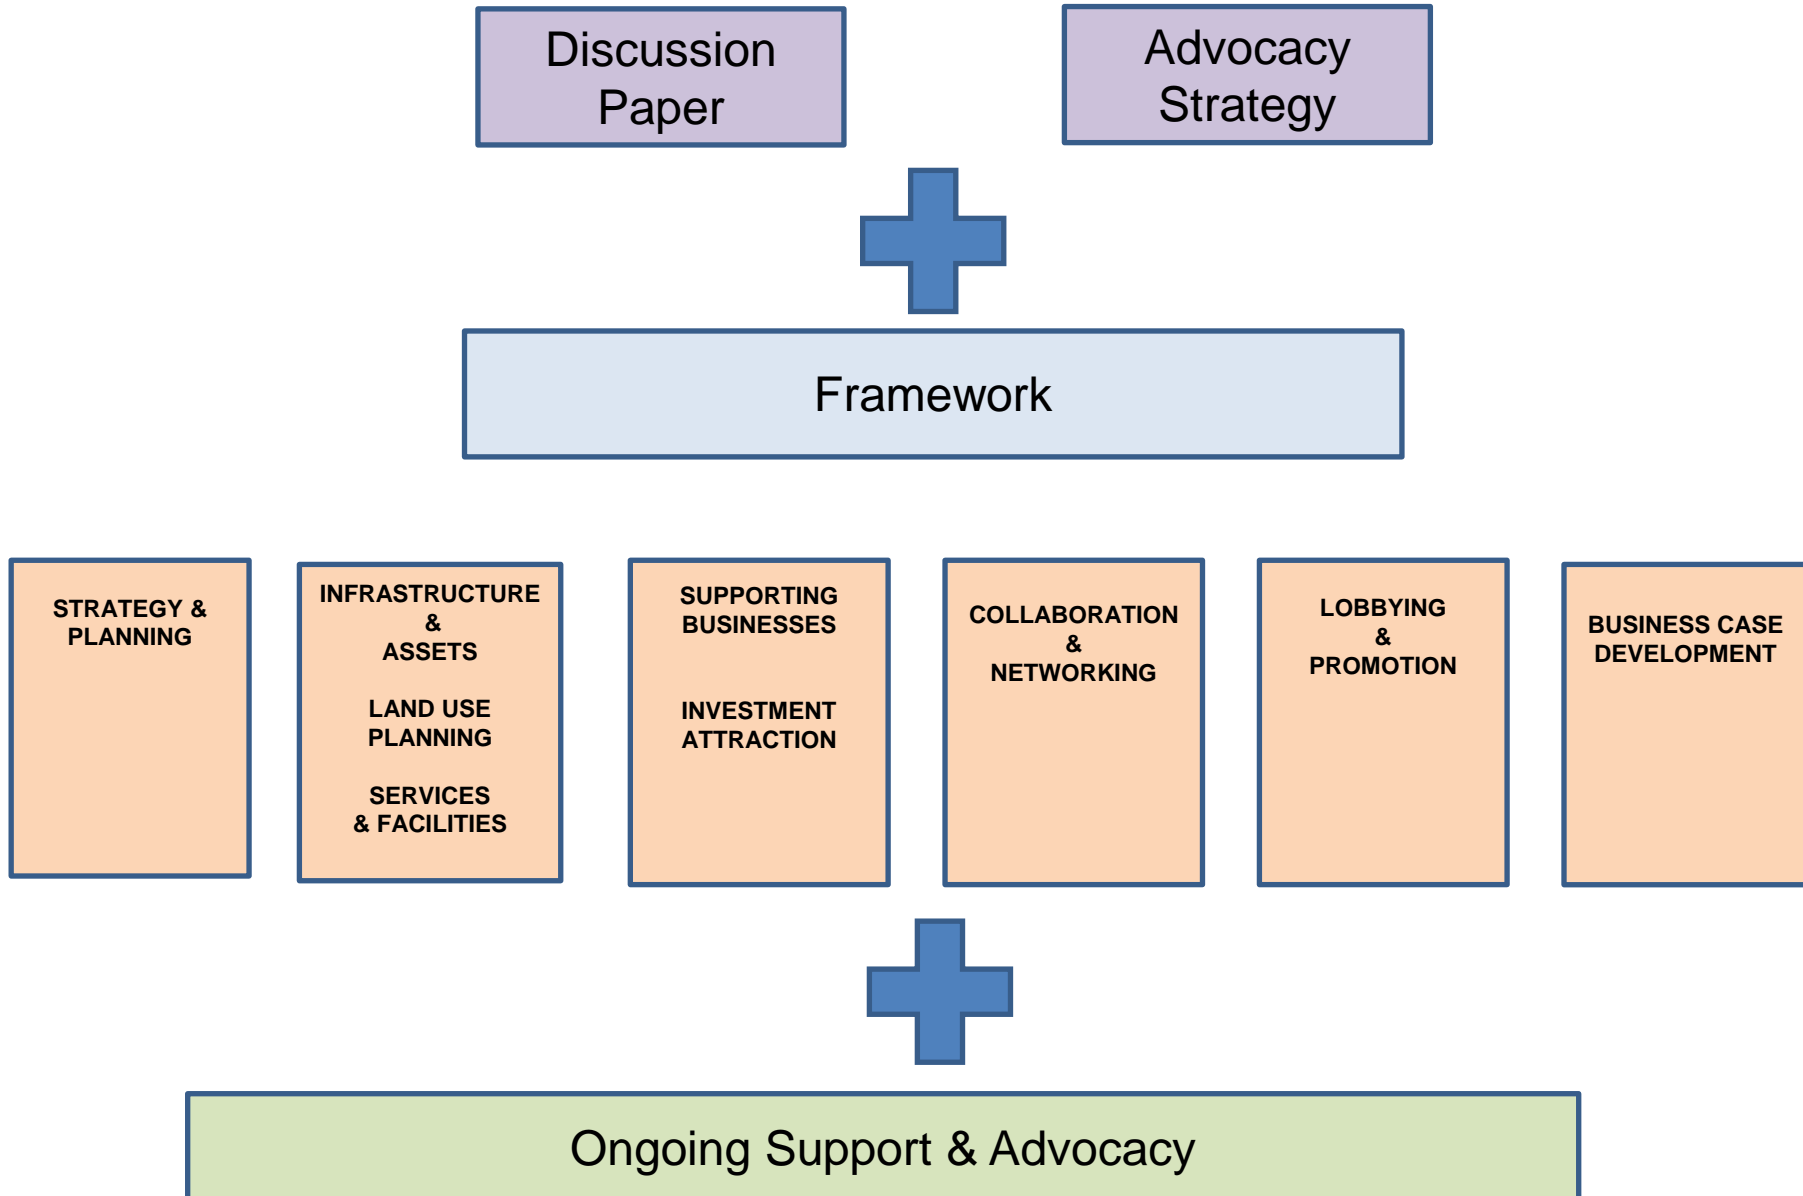 Discussion
Paper
Advocacy
Strategy
Framework
STRATEGY &
PLANNING
INFRASTRUCTURE
&
ASSETS
LAND USE
PLANNING
SERVICES
& FACILITIES
SUPPORTING
BUSINESSES
INVESTMENT
ATTRACTION
COLLABORATION
&
NETWORKING
LOBBYING
&
PROMOTION
BUSINESS CASE
DEVELOPMENT
Ongoing Support & Advocacy